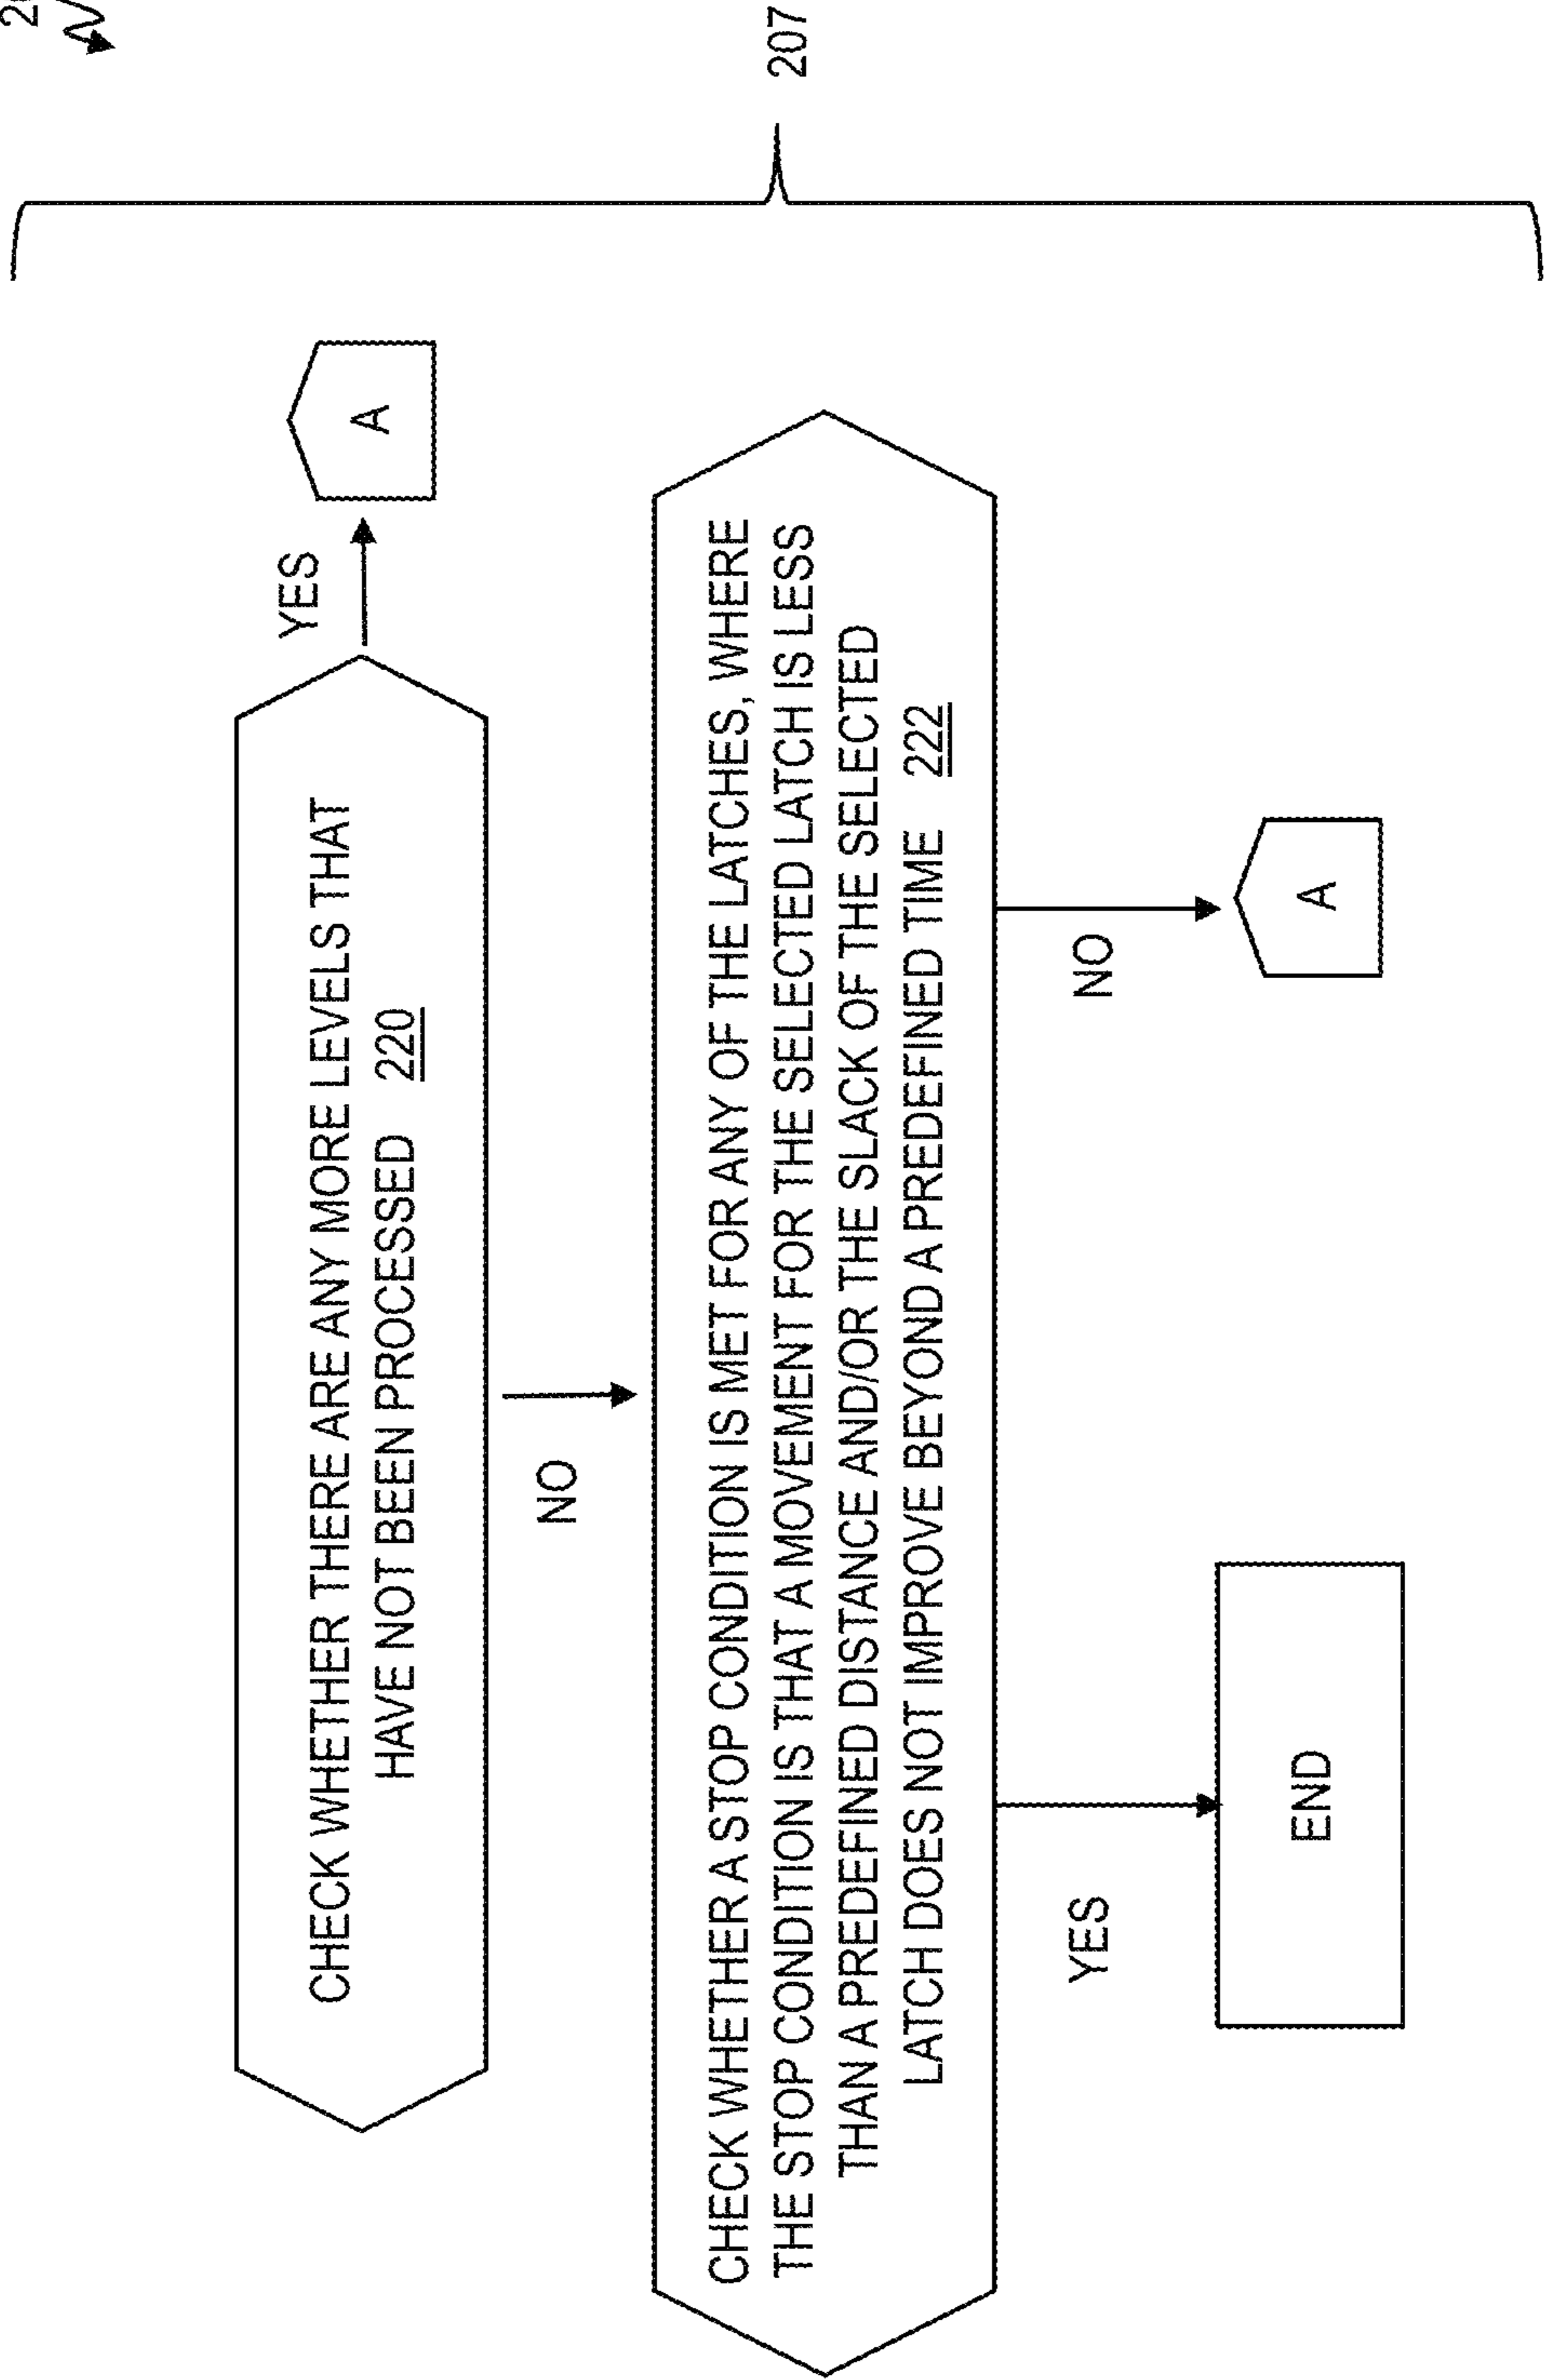 CHECK WHETHER THERE ARE ANY MORE LEVELS THAT
HAVE NOT BEEN PROCESSED 220
YES
A
NO
CHECK WHETHER A STOP CONDITION IS MET FOR ANY OF THE LATCHES, WHERE
THE STOP CONDITION IS THAT A MOVEMENT FOR THE SELECTED LATCH IS LESS
THAN A PREDEFINED DISTANCE AND/OR THE SLACK OF THE SELECTED
LATCH DOES NOT IMPROVE BEYOND A PREDEFINED TIME 222
YES
NO
END
A
207